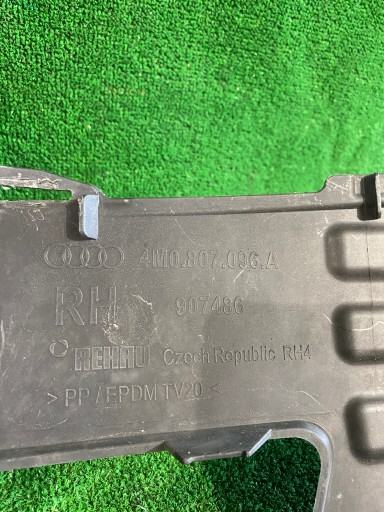 4M0.807.096.A
RH 907486
REHAU Czech Republic RH4
>PP/EPDM TV20<